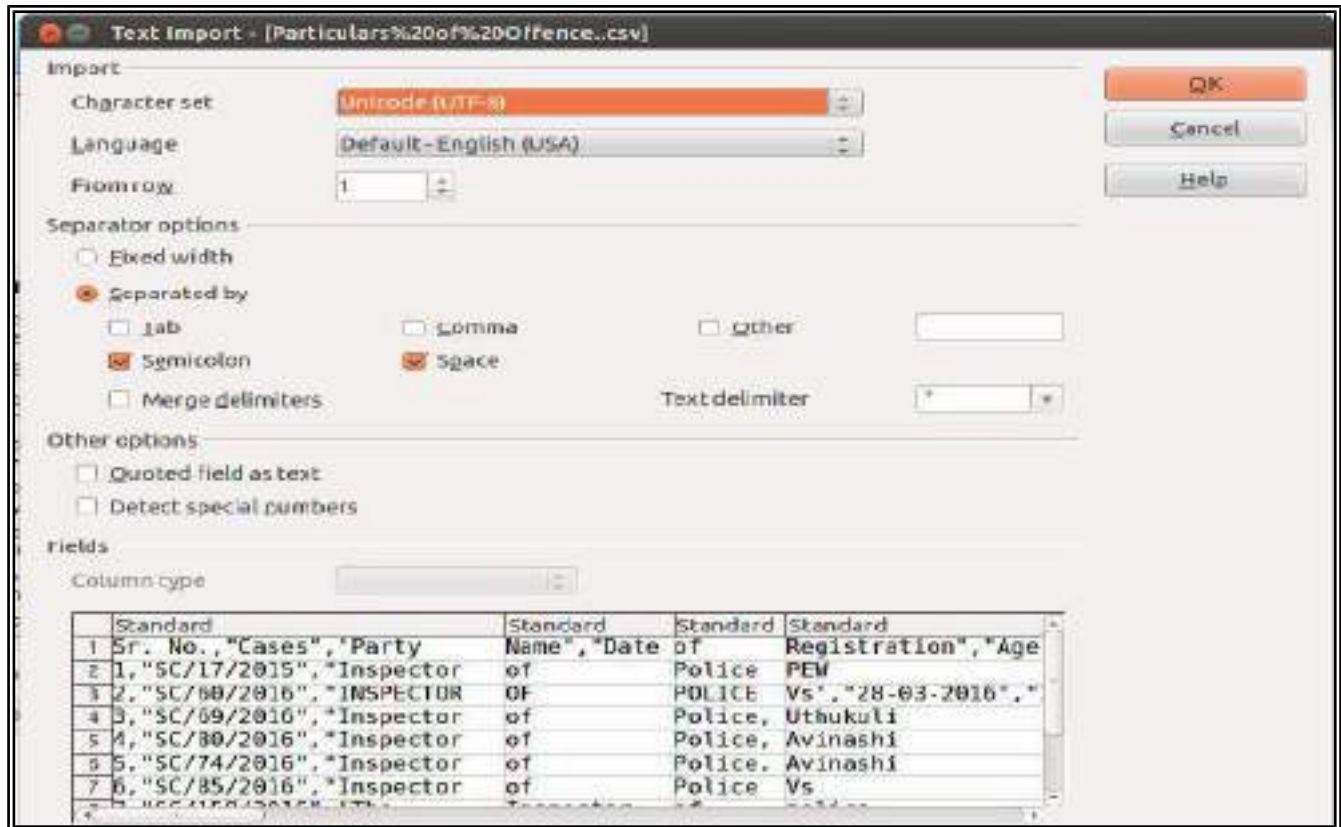 Text Import - [Particulars%20of%20Offence..csv]
Import
Character set Unicode (UTF-8)
Language Default - English (USA)
From row 1
Separator options
Fixed width
Separated by
Tab Comma Other
Semicolon Space
Merge delimiters Text delimiter "
Other options
Quoted field as text
Detect special numbers
Fields
Column type
Standard Standard Standard Standard
1 Sr. No.,"Cases","Party Name","Date of Registration","Age
2 1,"SC/17/2015","Inspector of Police PEW
3 2,"SC/60/2016","INSPECTOR OF POLICE Vs","28-03-2016","
4 3,"SC/69/2016","Inspector of Police, Uthukuli
5 4,"SC/80/2016","Inspector of Police, Avinashi
6 5,"SC/74/2016","Inspector of Police, Avinashi
7 6,"SC/85/2016","Inspector of Police Vs
OK
Cancel
Help